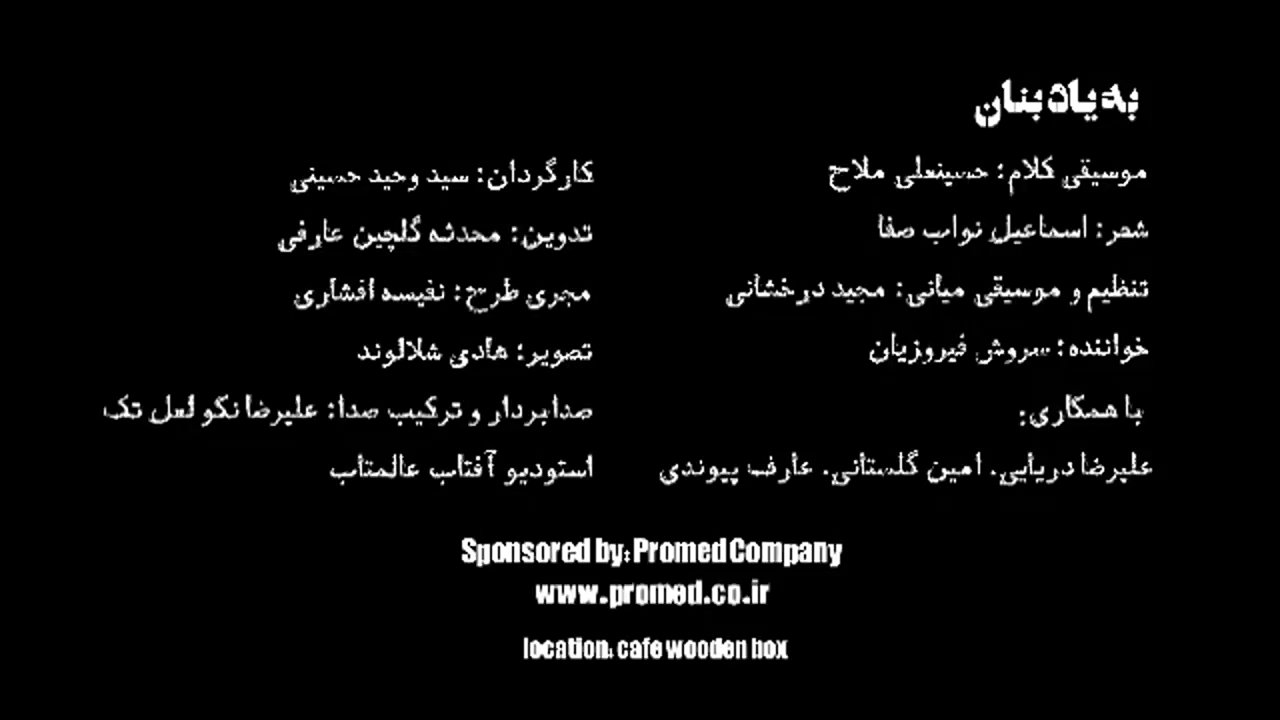 به یاد بنان
موسیقی کلام: حسینعلی ملاح
شعر: اسماعیل نواب صفا
تنظیم و موسیقی میانی: مجید درخشانی
خواننده: سروش فیروزیان
با همکاری:
علیرضا دریایی. امین گلستانی. عارف پیوندی
کارگردان: سید وحید حسینی
تدوین: محدثه گلچین عارفی
مجری طرح: نفیسه افشاری
تصویر: هادی شلالوند
صدابردار و ترکیب صدا: علیرضا نگو لعل تک
استودیو آفتاب عالمتاب
Sponsored by: Promed Company
www.promed.co.ir
location: cafe wooden box